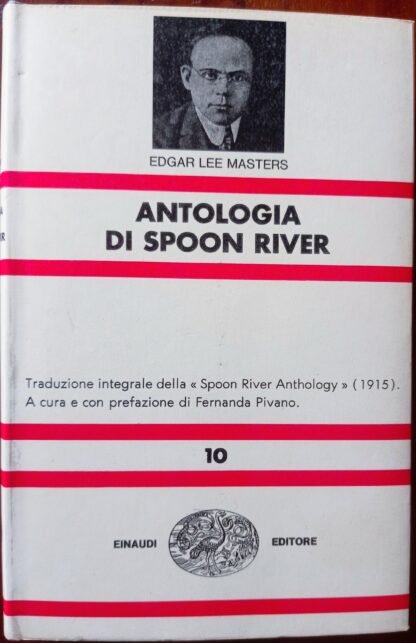 EDGAR LEE MASTERS
ANTOLOGIA
DI SPOON RIVER
Traduzione integrale della « Spoon River Anthology » (1915).
A cura e con prefazione di Fernanda Pivano.
10
EINAUDI
EDITORE